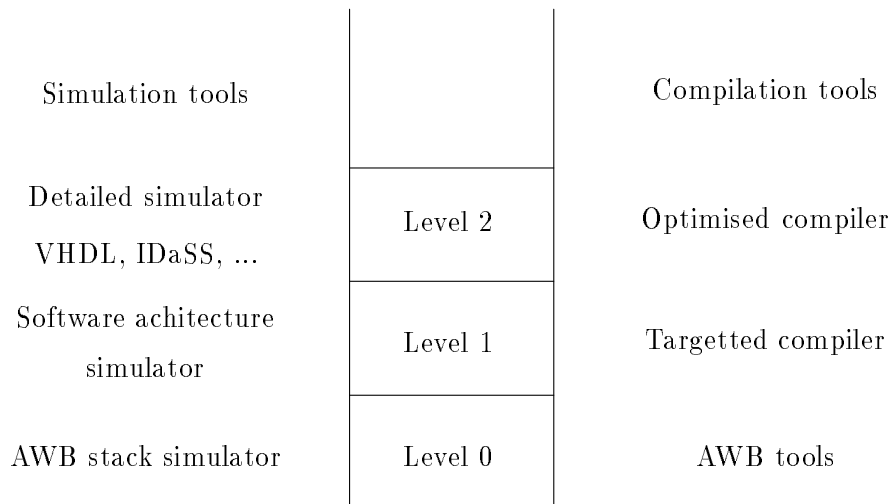 Simulation tools
Compilation tools
Detailed simulator
VHDL, IDaSS, ...
Level 2
Optimised compiler
Software achitecture
simulator
Level 1
Targetted compiler
AWB stack simulator
Level 0
AWB tools